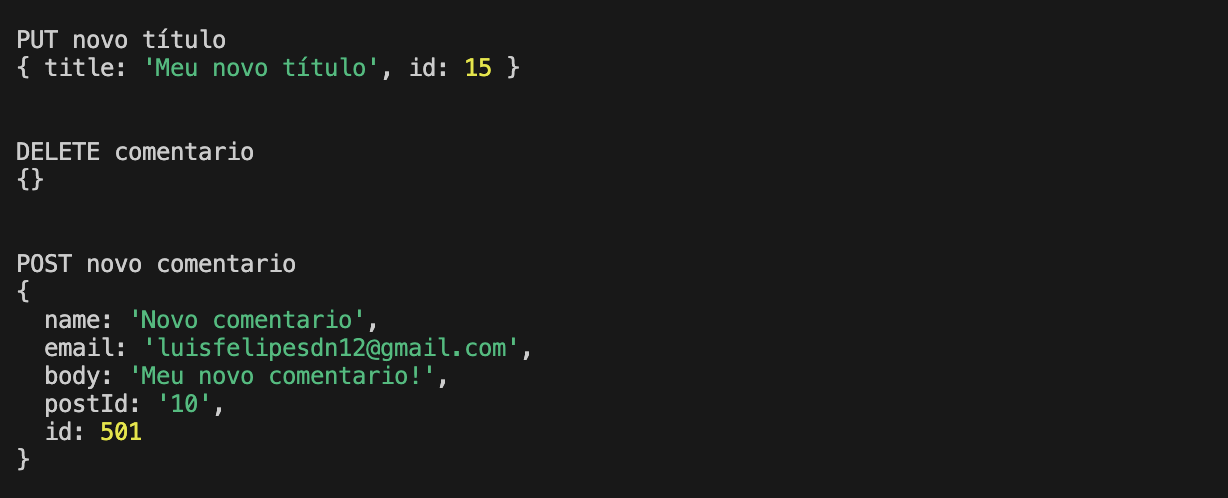 PUT novo título
{ title: 'Meu novo título', id: 15 }
DELETE comentario
{}
POST novo comentario
{
  name: 'Novo comentario',
  email: 'luisfelipesdn12@gmail.com',
  body: 'Meu novo comentario!',
  postId: '10',
  id: 501
}